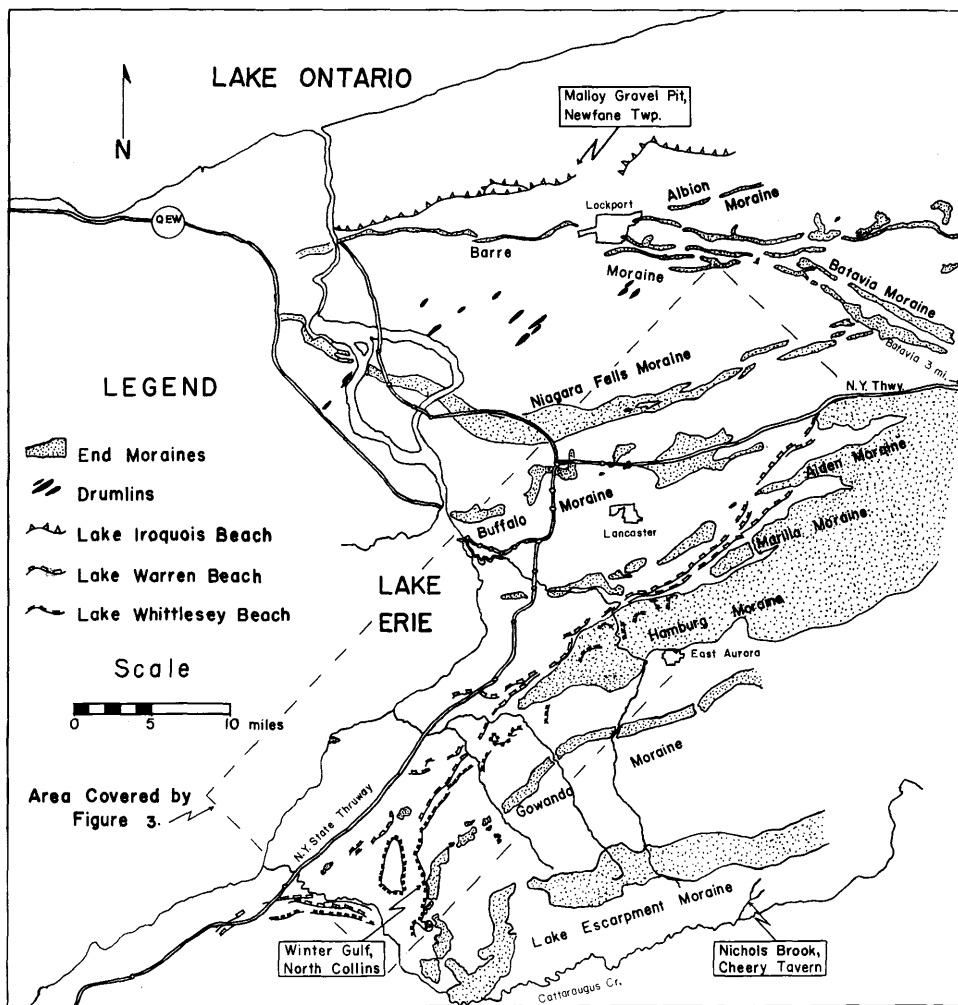 LAKE ONTARIO
N
Malloy Gravel Pit,
Newfane Twp.
QEW
Lockport
Albion
Moraine
Barre
Moraine
Batavia Moraine
Batavia 3 mi.
Niagara Falls Moraine
N.Y. Thwy.
LEGEND
End Moraines
Drumlins
Lake Iroquois Beach
Lake Warren Beach
Lake Whittlesey Beach
Scale
0 5 10 miles
Buffalo
Moraine
Lancaster
Alden Moraine
Marilla Moraine
LAKE
ERIE
Hamburg Moraine
East Aurora
Gowanda
Moraine
Area Covered by
Figure 3.
N.Y. State Thruway
Lake Escarpment Moraine
Winter Gulf,
North Collins
Nichols Brook,
Cheery Tavern
Cattaraugus Cr.